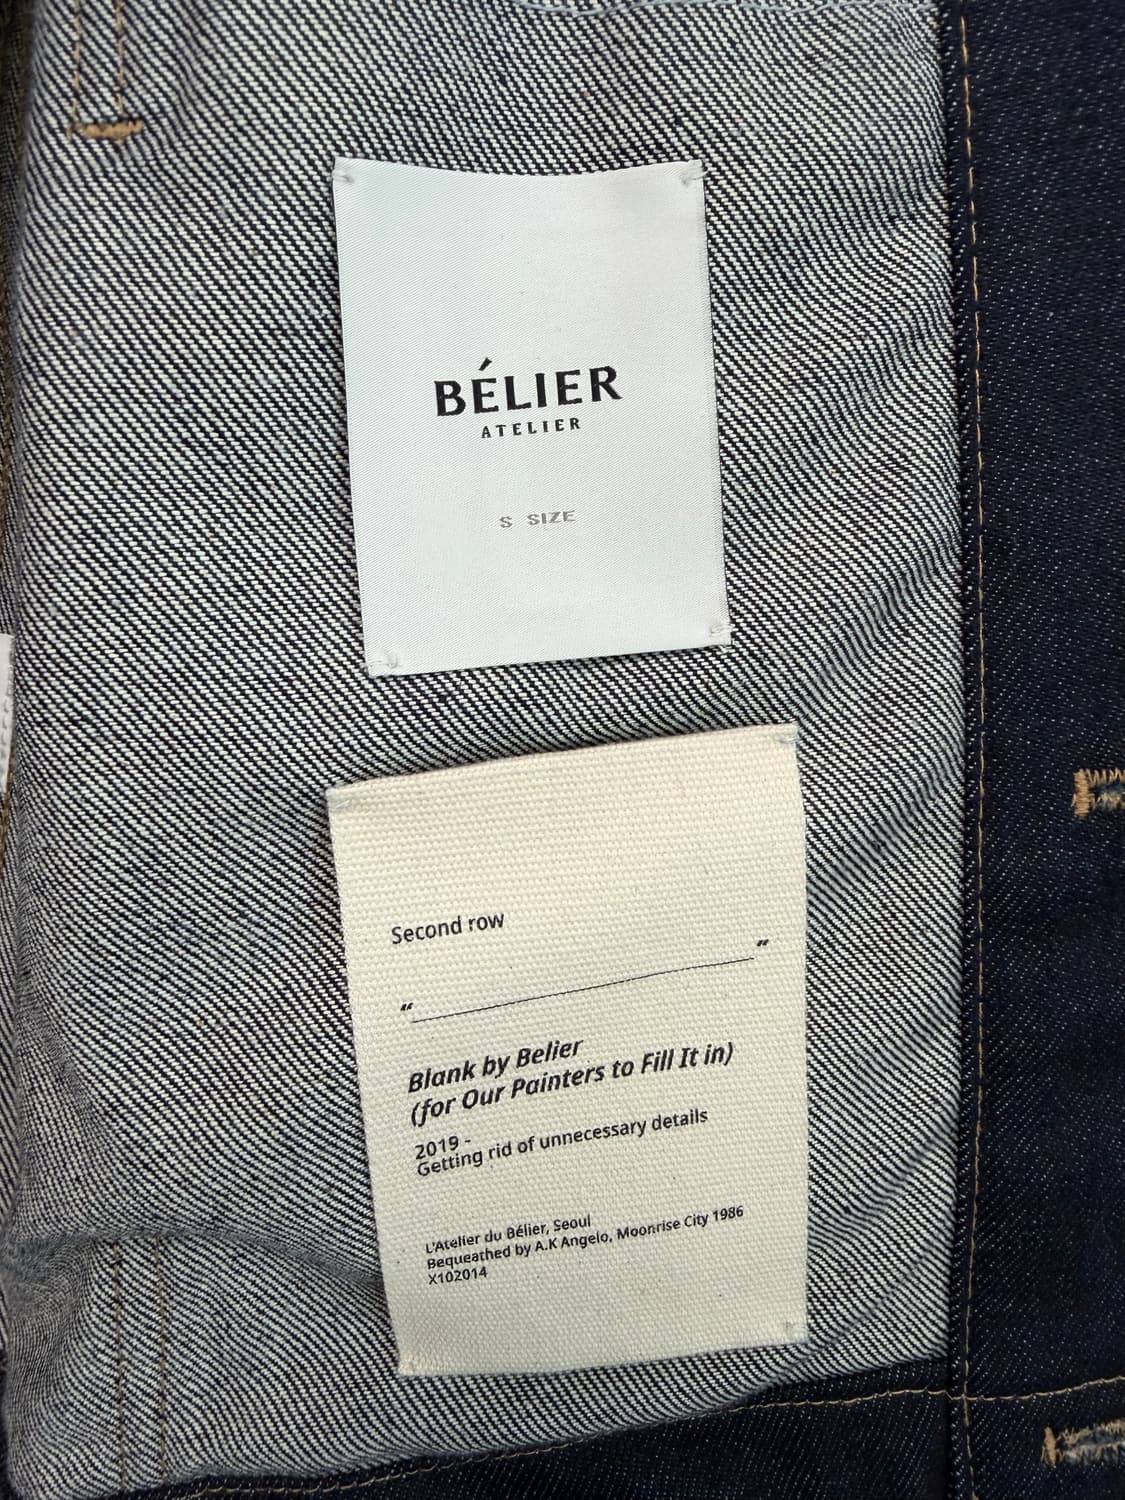 BÉLIER
ATELIER
S SIZE
Second row
“ ”
Blank by Belier
(for Our Painters to Fill It in)
2019 -
Getting rid of unnecessary details
L'Atelier du Bélier, Seoul
Bequeathed by A.K Angelo, Moonrise City 1986
X102014